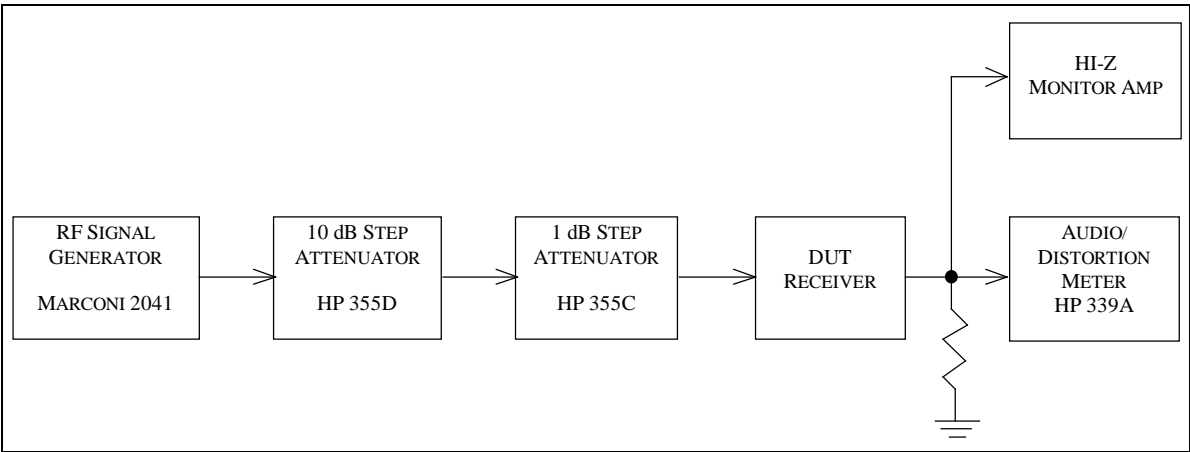 HI-Z
MONITOR AMP
RF SIGNAL
GENERATOR
MARCONI 2041
10 dB STEP
ATTENUATOR
HP 355D
1 dB STEP
ATTENUATOR
HP 355C
DUT
RECEIVER
AUDIO/
DISTORTION
METER
HP 339A